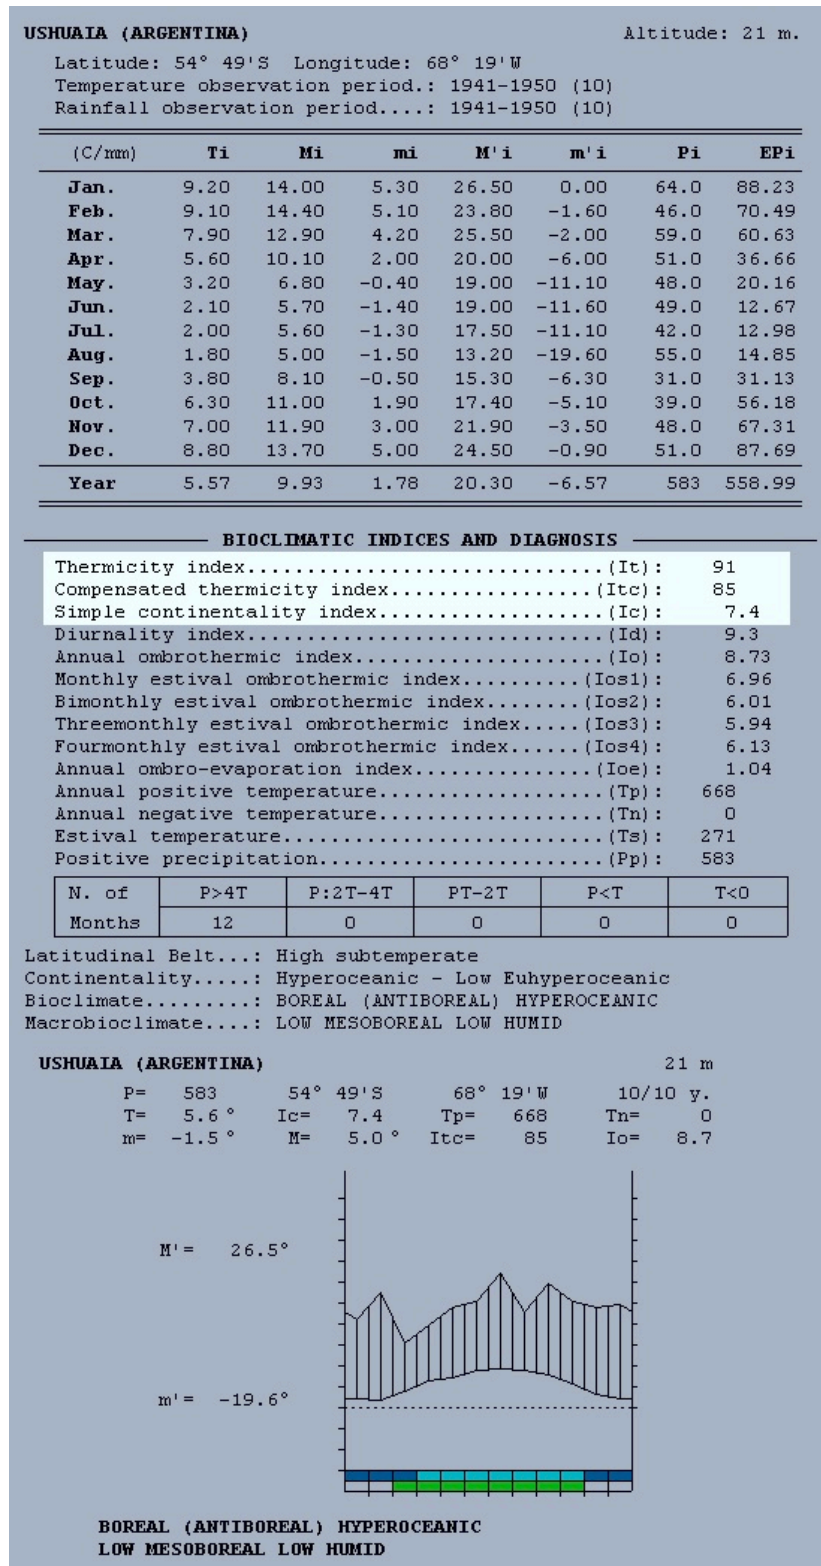 USHUAIA (ARGENTINA) Altitude: 21 m.
Latitude: 54° 49'S Longitude: 68° 19'W
Temperature observation period.: 1941-1950 (10)
Rainfall observation period....: 1941-1950 (10)
(C/mm) Ti Mi mi M'i m'i Pi EPi
Jan. 9.20 14.00 5.30 26.50 0.00 64.0 88.23
Feb. 9.10 14.40 5.10 23.80 -1.60 46.0 70.49
Mar. 7.90 12.90 4.20 25.50 -2.00 59.0 60.63
Apr. 5.60 10.10 2.00 20.00 -6.00 51.0 36.66
May. 3.20 6.80 -0.40 19.00 -11.10 48.0 20.16
Jun. 2.10 5.70 -1.40 19.00 -11.60 49.0 12.67
Jul. 2.00 5.60 -1.30 17.50 -11.10 42.0 12.98
Aug. 1.80 5.00 -1.50 13.20 -19.60 55.0 14.85
Sep. 3.80 8.10 -0.50 15.30 -6.30 31.0 31.13
Oct. 6.30 11.00 1.90 17.40 -5.10 39.0 56.18
Nov. 7.00 11.90 3.00 21.90 -3.50 48.0 67.31
Dec. 8.80 13.70 5.00 24.50 -0.90 51.0 87.69
Year 5.57 9.93 1.78 20.30 -6.57 583 558.99
BIOCLIMATIC INDICES AND DIAGNOSIS
Thermicity index..............................(It): 91
Compensated thermicity index.................(Itc): 85
Simple continentality index...................(Ic): 7.4
Diurnality index..............................(Id): 9.3
Annual ombrothermic index.....................(Io): 8.73
Monthly estival ombrothermic index..........(Ios1): 6.96
Bimonthly estival ombrothermic index........(Ios2): 6.01
Threemonthly estival ombrothermic index.....(Ios3): 5.94
Fourmonthly estival ombrothermic index......(Ios4): 6.13
Annual ombro-evaporation index...............(Ioe): 1.04
Annual positive temperature...................(Tp): 668
Annual negative temperature...................(Tn): 0
Estival temperature...........................(Ts): 271
Positive precipitation........................(Pp): 583
N. of P>4T P:2T-4T PT-2T P<T T<0
Months 12 0 0 0 0
Latitudinal Belt...: High subtemperate
Continentality.....: Hyperoceanic - Low Euhyperoceanic
Bioclimate.........: BOREAL (ANTIBOREAL) HYPEROCEANIC
Macrobioclimate....: LOW MESOBOREAL LOW HUMID
USHUAIA (ARGENTINA) 21 m
P= 583 54° 49'S 68° 19'W 10/10 y.
T= 5.6° Ic= 7.4 Tp= 668 Tn= 0
m= -1.5° M= 5.0° Itc= 85 Io= 8.7
M'= 26.5°
m'= -19.6°
BOREAL (ANTIBOREAL) HYPEROCEANIC
LOW MESOBOREAL LOW HUMID